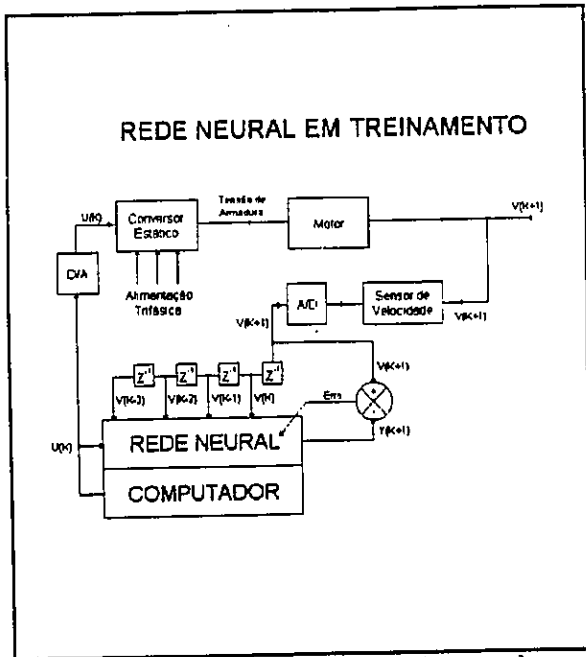 REDE NEURAL EM TREINAMENTO
U(K)
Conversor
Estático
Tensão de
Armadura
Motor
V(K+1)
D/A
Alimentação
Trifásica
A/D
Sensor de
Velocidade
V(K+1)
V(K+1)
Z⁻¹
Z⁻¹
Z⁻¹
Z⁻¹
V(K+1)
V(K-3)
V(K-2)
V(K-1)
V(K)
Erro
+
-
U(K)
REDE NEURAL
Y(K+1)
COMPUTADOR